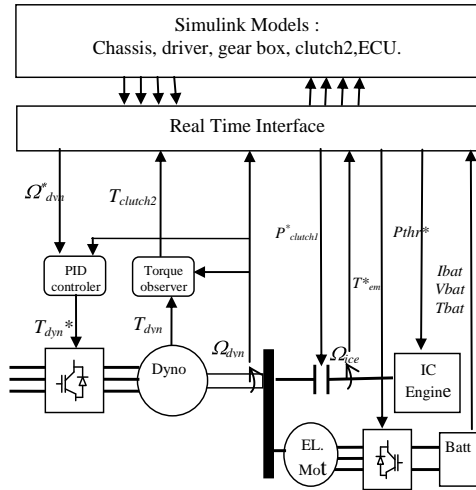 Simulink Models :
Chassis, driver, gear box, clutch2,ECU.
Real Time Interface
Ω*dyn
Tclutch2
P*clutch1
Pthr*
T*em
Ibat
Vbat
Tbat
PID
controler
Torque
observer
Tdyn*
Tdyn
Ωdyn
Ωice
Dyno
IC
Engine
EL.
Mot
Batt